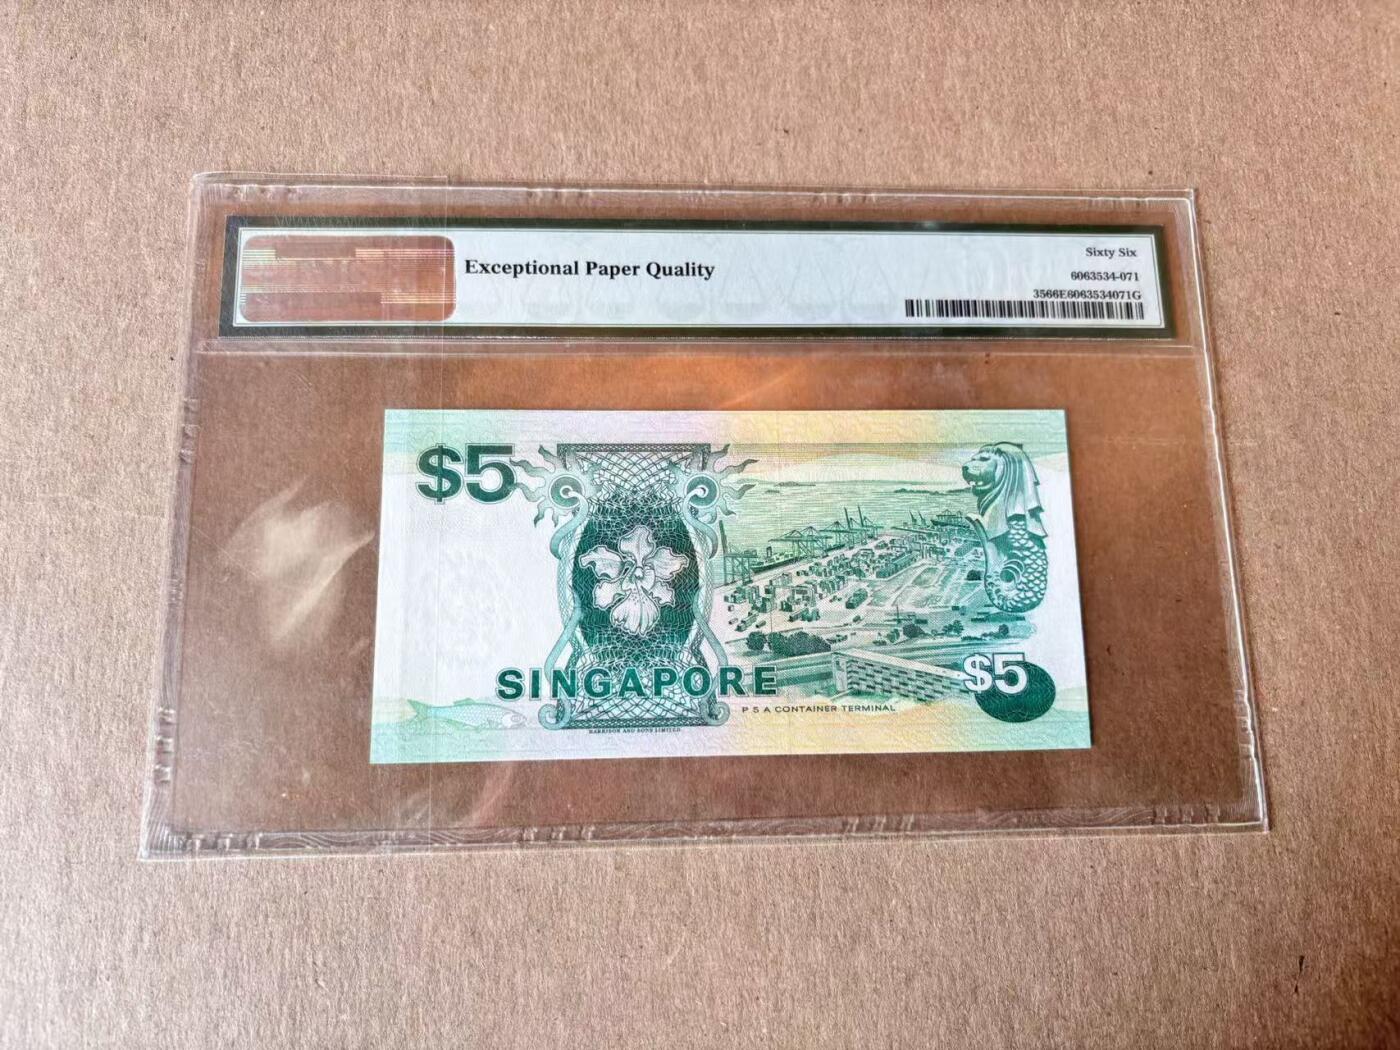 Exceptional Paper Quality
Sixty Six
6063534-071
3566E6063534071G
$5
SINGAPORE
P S A CONTAINER TERMINAL
$5
HARRISON AND SONS LIMITED